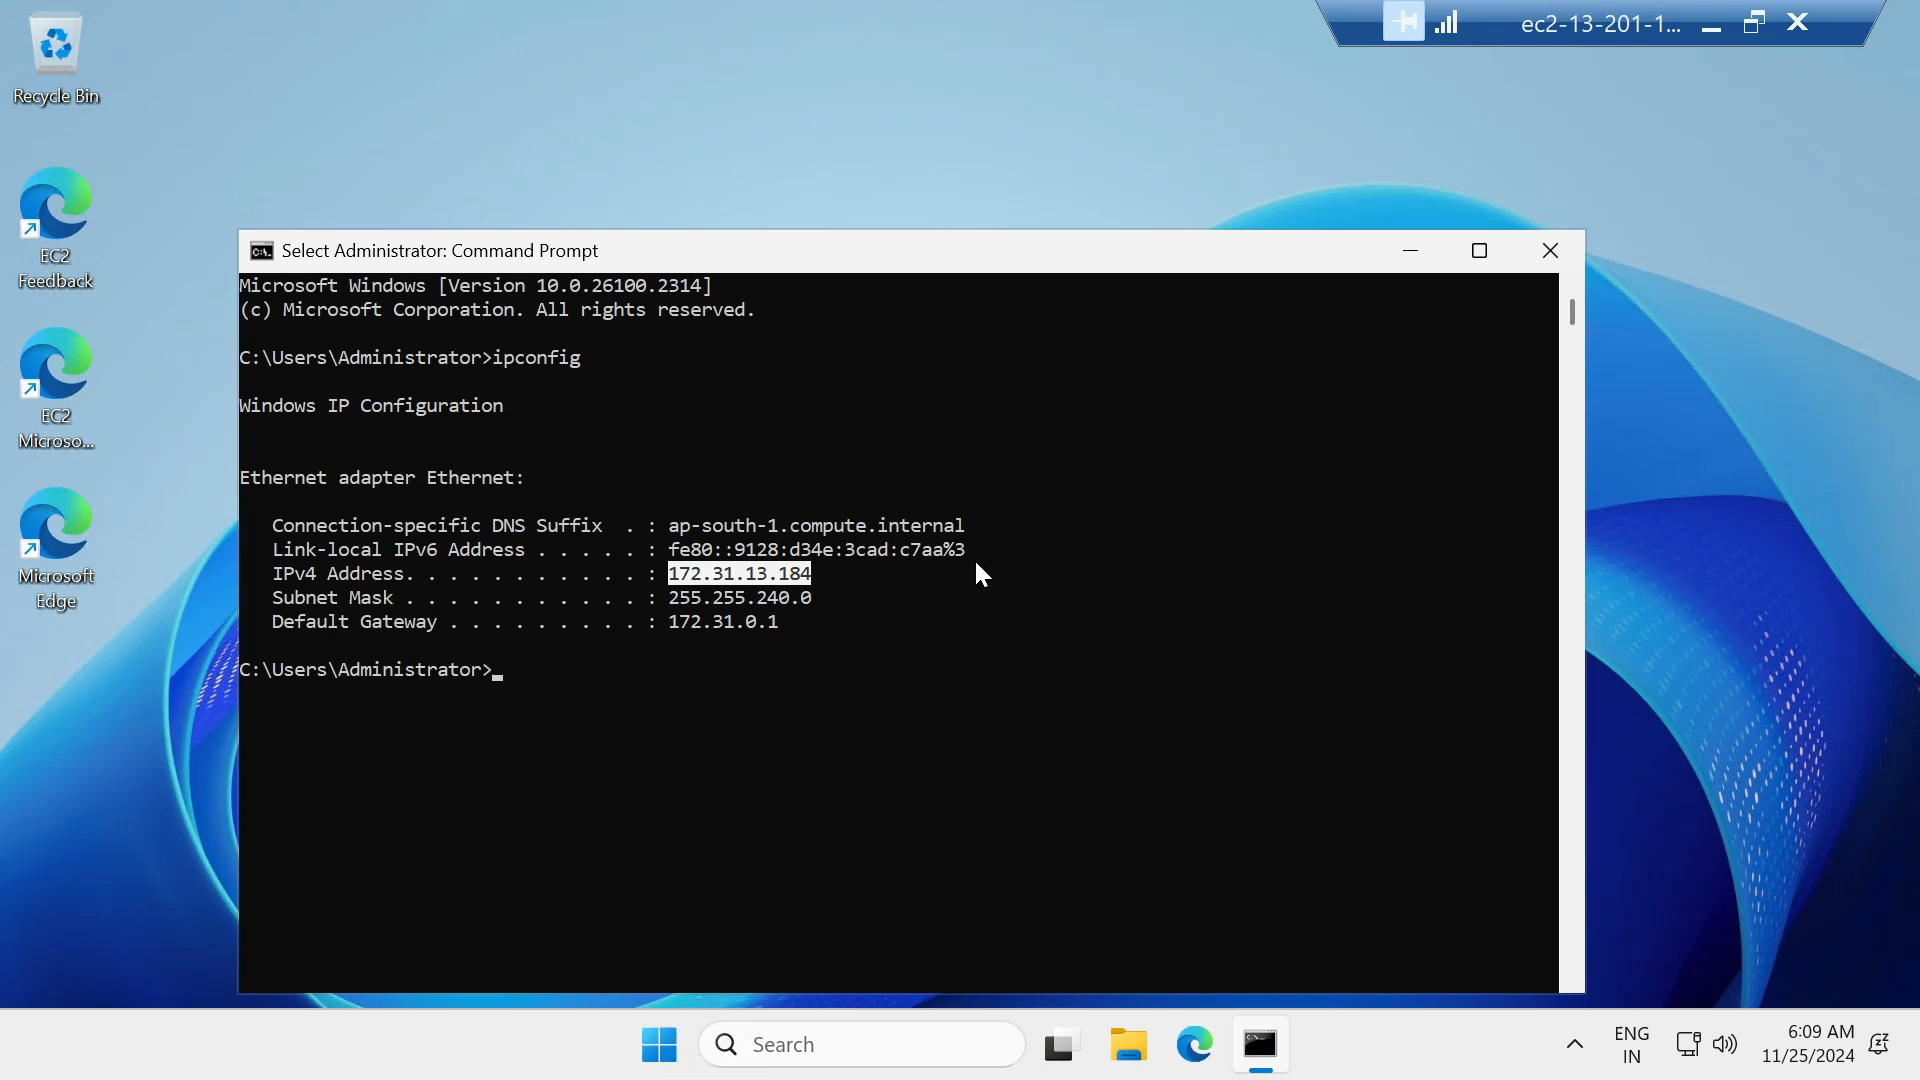 Recycle Bin
EC2
Feedback
EC2
Microso...
Microsoft
Edge
ec2-13-201-1...
Select Administrator: Command Prompt
Microsoft Windows [Version 10.0.26100.2314]
(c) Microsoft Corporation. All rights reserved.
C:\Users\Administrator>ipconfig
Windows IP Configuration
Ethernet adapter Ethernet:
Connection-specific DNS Suffix  . : ap-south-1.compute.internal
Link-local IPv6 Address . . . . . : fe80::9128:d34e:3cad:c7aa%3
IPv4 Address. . . . . . . . . . . : 172.31.13.184
Subnet Mask . . . . . . . . . . . : 255.255.240.0
Default Gateway . . . . . . . . . : 172.31.0.1
C:\Users\Administrator>
Search
ENG
IN
6:09 AM
11/25/2024